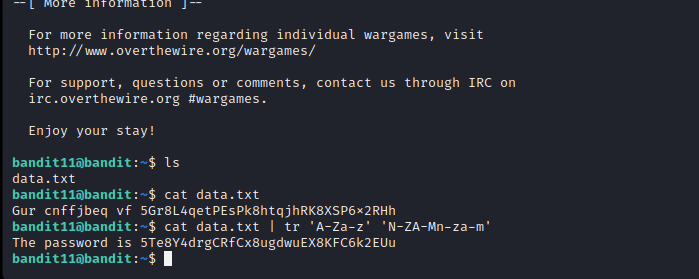 --[ More information ]--
For more information regarding individual wargames, visit
http://www.overthewire.org/wargames/
For support, questions or comments, contact us through IRC on
irc.overthewire.org #wargames.
Enjoy your stay!
bandit11@bandit:~$ ls
data.txt
bandit11@bandit:~$ cat data.txt
Gur cnffjbeq vf 5Gr8L4qetPEsPk8htqjhRK8XSP6x2RHh
bandit11@bandit:~$ cat data.txt | tr 'A-Za-z' 'N-ZA-Mn-za-m'
The password is 5Te8Y4drgCRfCx8ugdwuEX8KFC6k2EUu
bandit11@bandit:~$